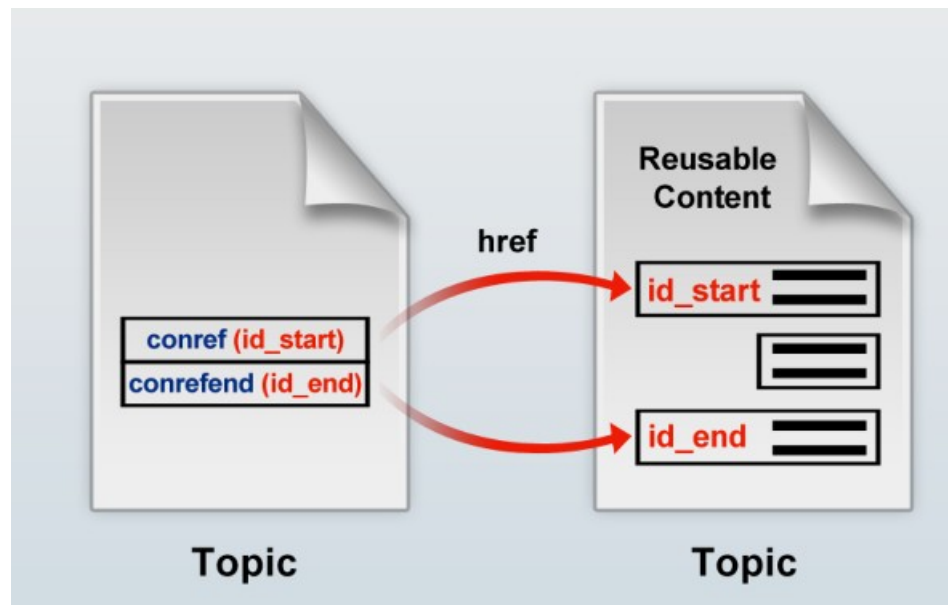 Reusable
Content
href
id_start
conref (id_start)
conrefend (id_end)
id_end
Topic
Topic